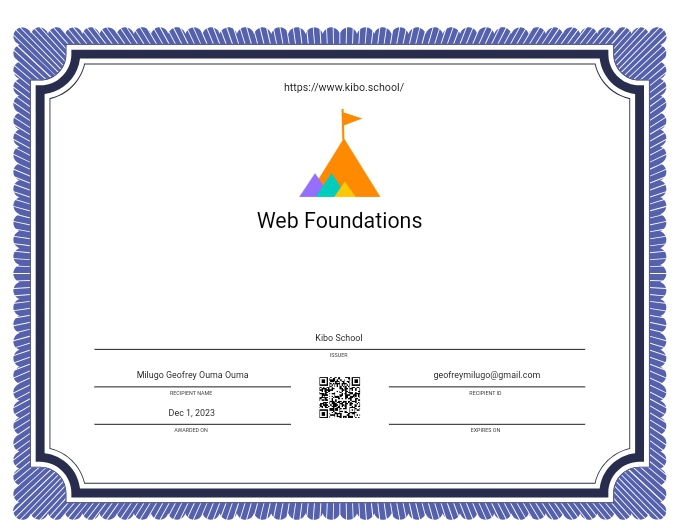 https://www.kibo.school/
Web Foundations
Kibo School
ISSUER
Milugo Geofrey Ouma Ouma
RECIPIENT NAME
geofreymilugo@gmail.com
RECIPIENT ID
Dec 1, 2023
AWARDED ON
EXPIRES ON